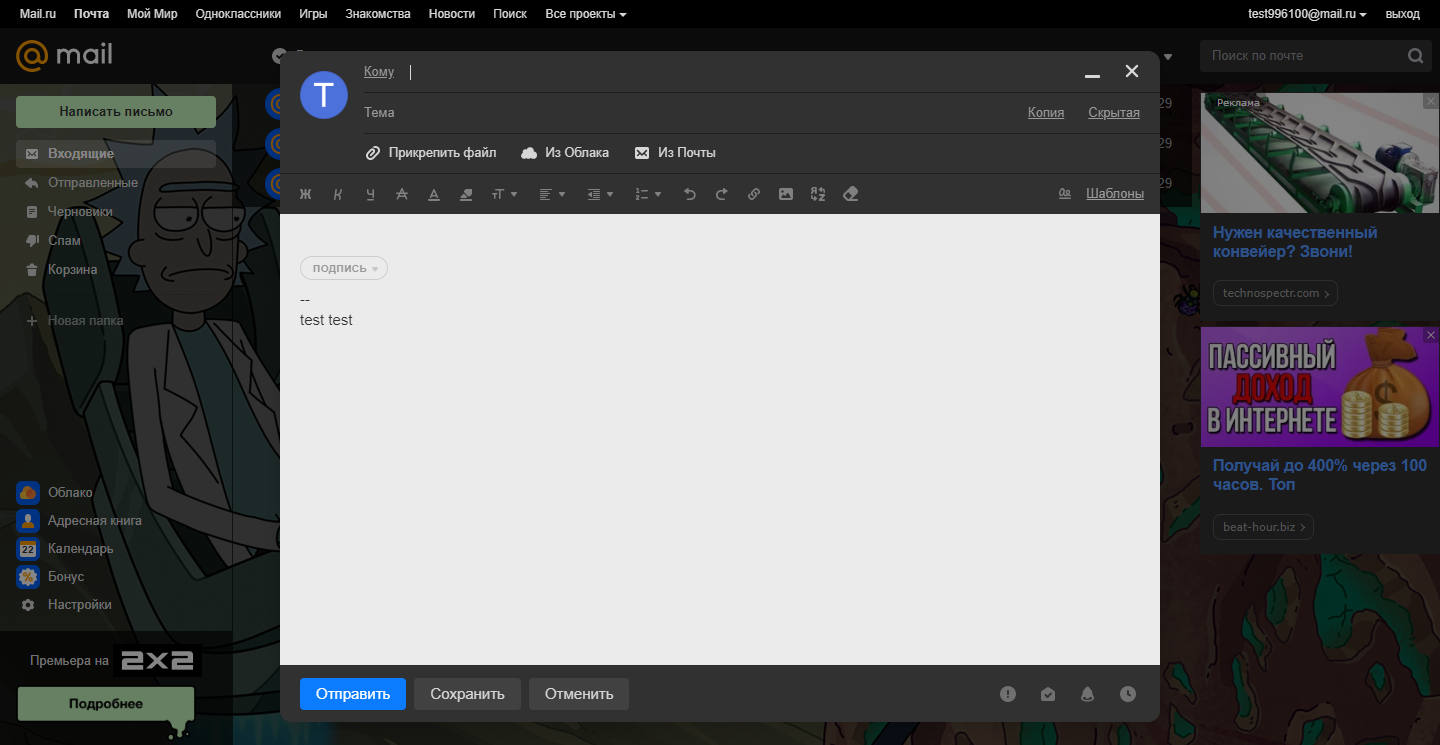 Mail.ru Почта Мой Мир Одноклассники Игры Знакомства Новости Поиск Все проекты test996100@mail.ru выход
@mail Поиск по почте
Написать письмо
Входящие
Отправленные
Черновики
Спам
Корзина
Новая папка
Облако
Адресная книга
22 Календарь
Бонус
Настройки
Премьера на 2X2
Подробнее
T
Кому
Тема Копия Скрытая
Прикрепить файл Из Облака Из Почты
Ж К Ч А А тТ Шаблоны
подпись
--
test test
Отправить Сохранить Отменить
29
29
29
Реклама
Нужен качественный
конвейер? Звони!
technospectr.com
ПАССИВНЫЙ
ДОХОД
В ИНТЕРНЕТЕ
Получай до 400% через 100
часов. Топ
beat-hour.biz